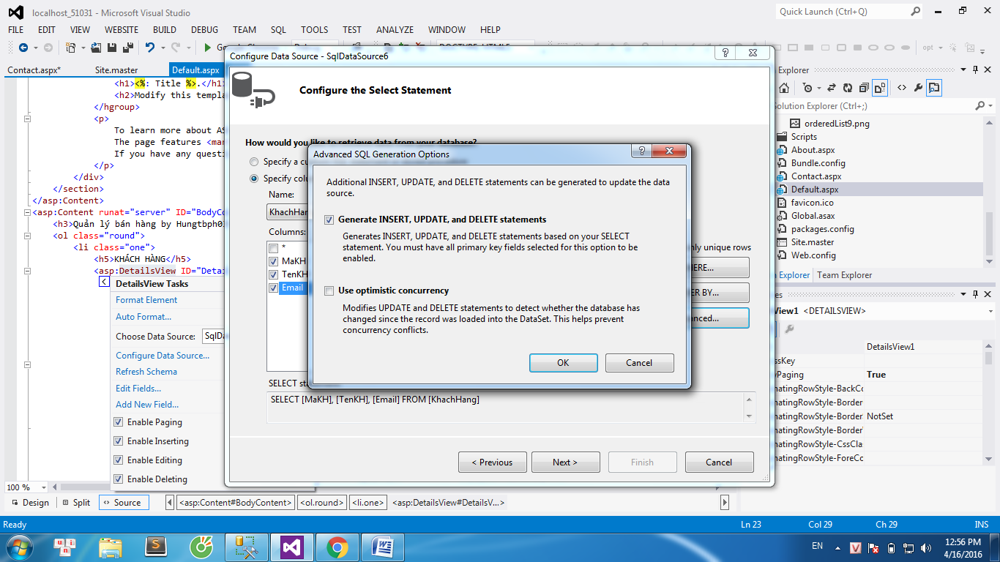 localhost_51031 - Microsoft Visual Studio
Quick Launch (Ctrl+Q)
FILE EDIT VIEW WEBSITE BUILD DEBUG TEAM SQL TOOLS TEST ANALYZE WINDOW HELP
opt
Contact.aspx* Site.master Default.aspx
<h1><%: Title %>.</h1
<h2>Modify this templa
</hgroup>
<p>
To learn more about AS
The page features <mar
If you have any questi
</p>
</div>
</section>
</asp:Content>
<asp:Content runat="server" ID="BodyCo
<h3>Quản lý bán hàng by Hungtbph0
<ol class="round">
<li class="one">
<h5>KHÁCH HÀNG</h5>
<asp:DetailsView ID="Detai
DetailsView Tasks
Format Element
Auto Format...
Choose Data Source: SqlDa
Configure Data Source...
Refresh Schema
Edit Fields...
Add New Field...
Enable Paging
Enable Inserting
Enable Editing
Enable Deleting
Configure Data Source - SqlDataSource6
Configure the Select Statement
How would you like to retrieve data from your database?
Specify a cu
Specify colu
Name:
KhachHan
Columns:
*
MaKH
TenKH
Email
nly unique rows
ERE...
ER BY...
nced...
SELECT sta
SELECT [MaKH], [TenKH], [Email] FROM [KhachHang]
< Previous Next > Finish Cancel
Advanced SQL Generation Options
Additional INSERT, UPDATE, and DELETE statements can be generated to update the data
source.
Generate INSERT, UPDATE, and DELETE statements
Generates INSERT, UPDATE, and DELETE statements based on your SELECT
statement. You must have all primary key fields selected for this option to be
enabled.
Use optimistic concurrency
Modifies UPDATE and DELETE statements to detect whether the database has
changed since the record was loaded into the DataSet. This helps prevent
concurrency conflicts.
OK Cancel
Explorer
Solution Explorer (Ctrl+;)
orderedList9.png
Scripts
About.aspx
Bundle.config
Contact.aspx
Default.aspx
favicon.ico
Global.asax
packages.config
Site.master
Web.config
Explorer Team Explorer
es
View1 <DETAILSVIEW>
DetailsView1
ssKey
Paging True
natingRowStyle-BackCo
natingRowStyle-Border
natingRowStyle-Border NotSet
natingRowStyle-Border
natingRowStyle-CssClas
natingRowStyle-ForeCo
100 %
Design Split Source <asp:Content#BodyContent> <ol.round> <li.one> <asp:DetailsView#DetailsV...>
Ready Ln 23 Col 29 Ch 29 INS
EN
12:56 PM
4/16/2016